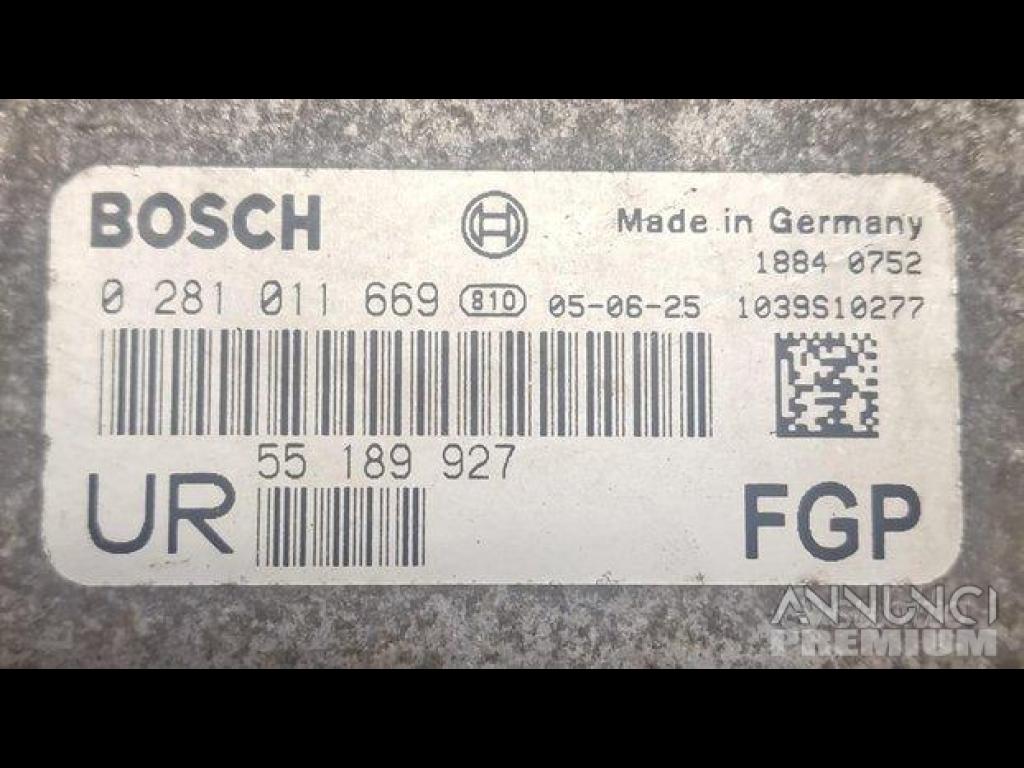 BOSCH
Made in Germany
1884 0752
0 281 011 669 810 05-06-25 1039S10277
55 189 927
UR
FGP
ANNUNCI
PREMIUM